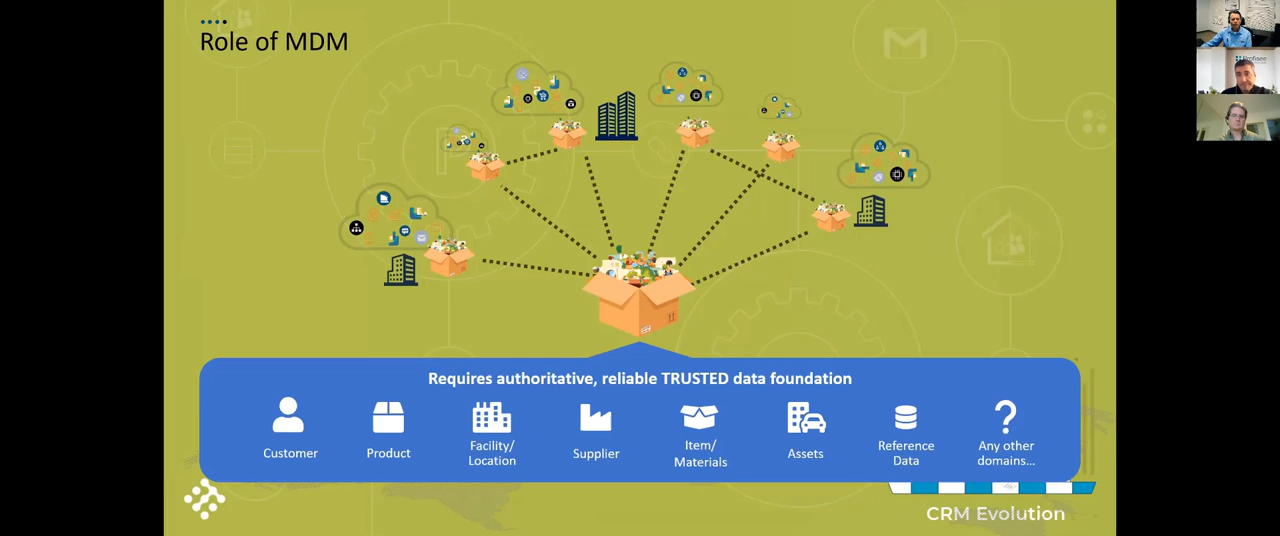 Role of MDM
Profisee
Requires authoritative, reliable TRUSTED data foundation
Customer
Product
Facility/
Location
Supplier
Item/
Materials
Assets
Reference
Data
Any other
domains...
CRM Evolution